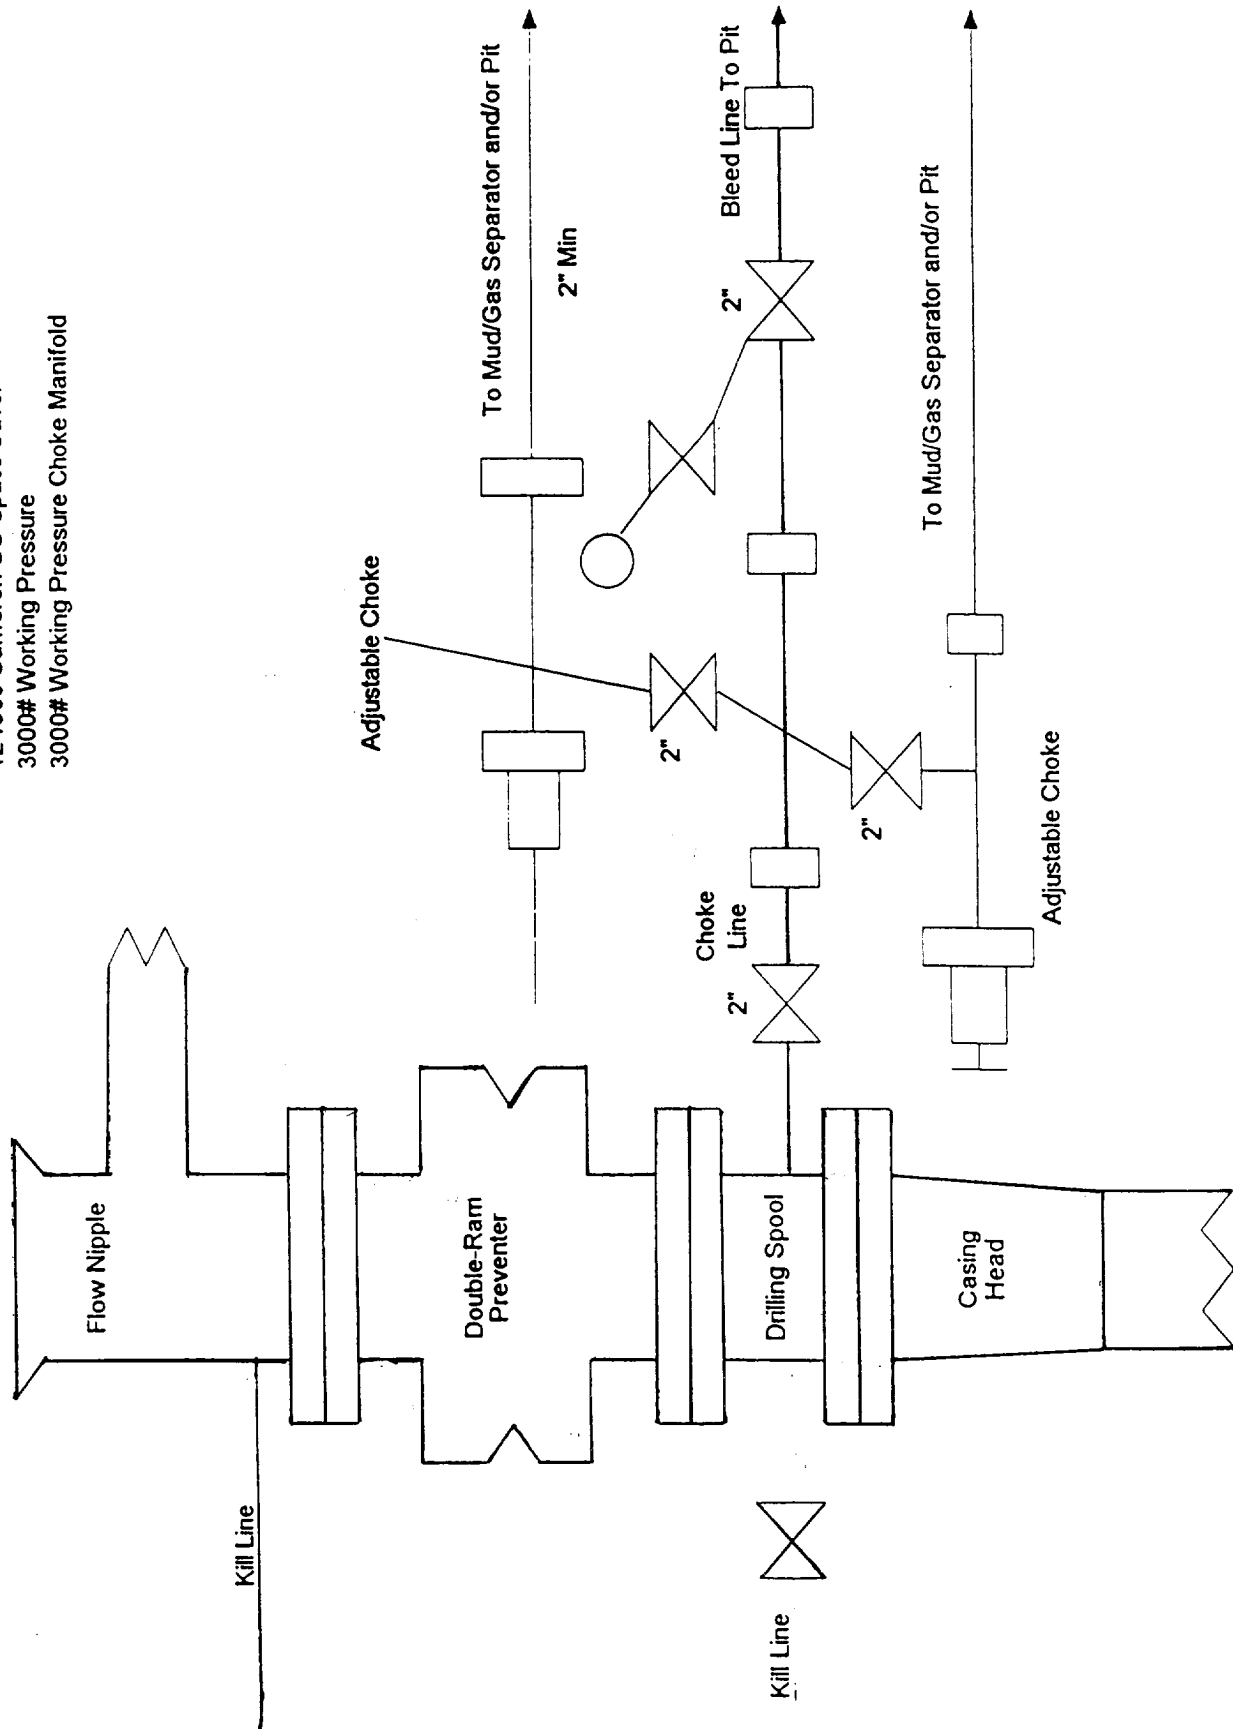 3000# Working Pressure
3000# Working Pressure Choke Manifold
Adjustable Choke
To Mud/Gas Separator and/or Pit
2" Min
Flow Nipple
Kill Line
Double-Ram
Preventer
2"
2"
Bleed Line To Pit
Choke
Line
2"
2"
Drilling Spool
Kill Line
To Mud/Gas Separator and/or Pit
Adjustable Choke
Casing
Head